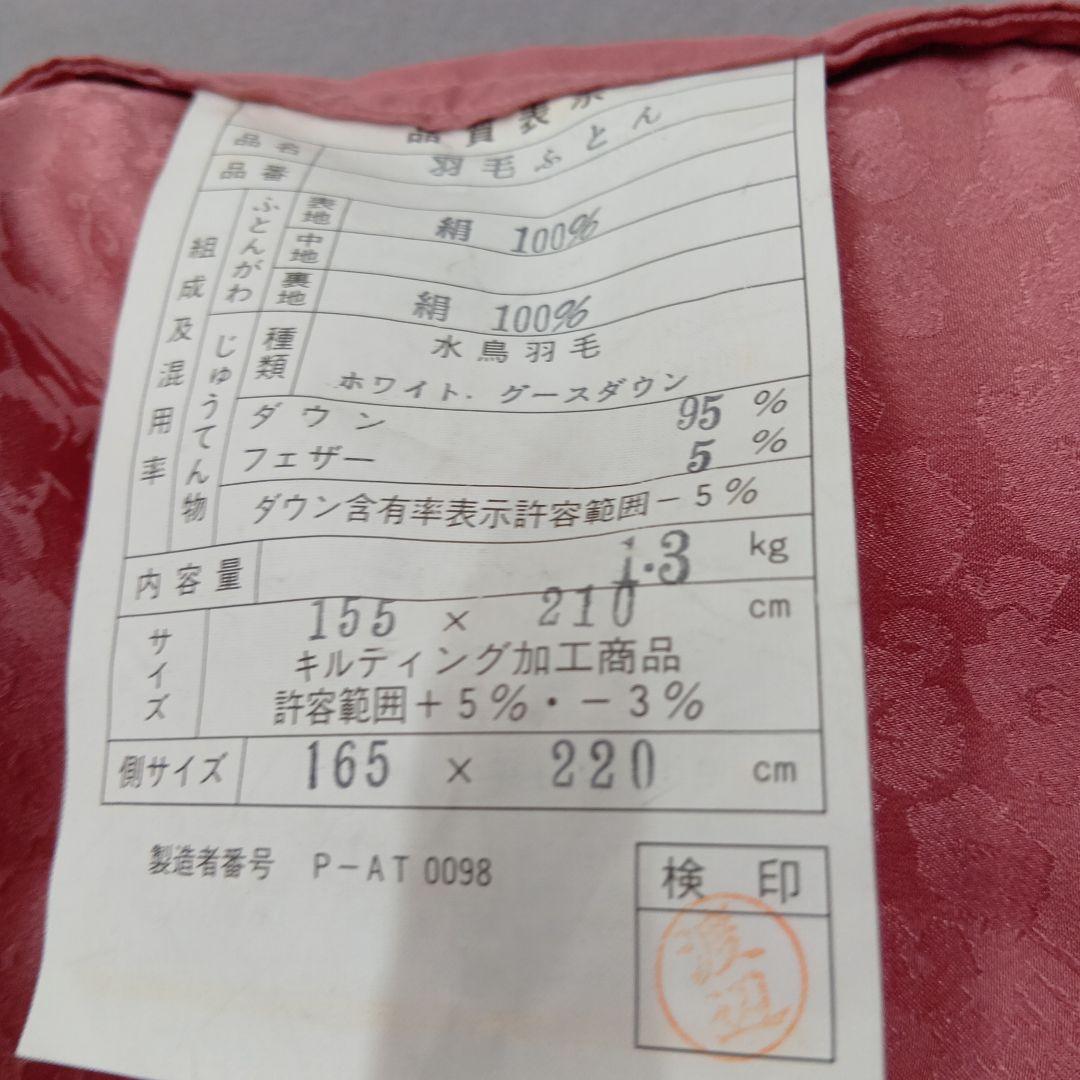 品質表示
品名 羽毛ふとん
品番
組成及混用率
ふとんがわ
表地 絹 100%
中地
裏地 絹 100%
じゅうてん物
種類 水鳥羽毛
ホワイト.グースダウン
ダウン 95 %
フェザー 5 %
ダウン含有率表示許容範囲－5%
内容量 1.3 kg
サイズ 155 × 210 cm
キルティング加工商品
許容範囲＋5%・－3%
側サイズ 165 × 220 cm
製造者番号 P－AT0098
検印